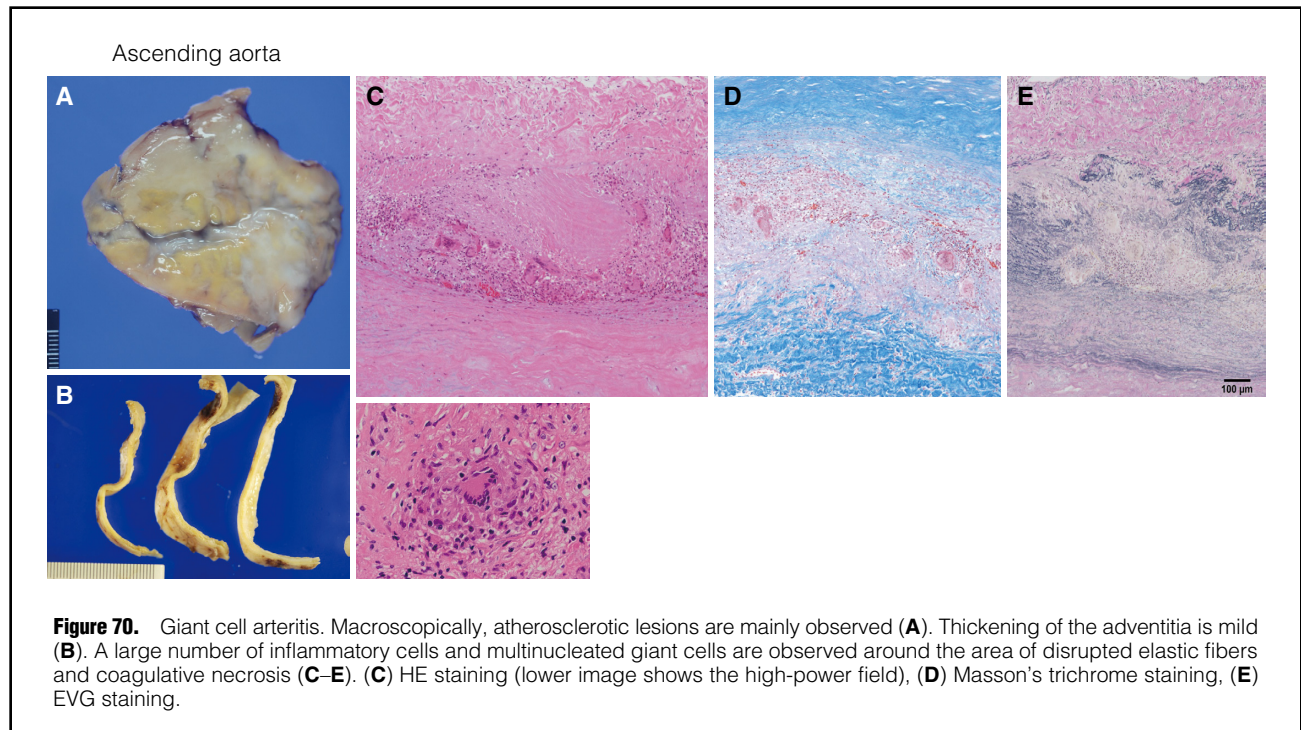 Ascending aorta
A
C
D
E
B
100 μm
Figure 70. Giant cell arteritis. Macroscopically, atherosclerotic lesions are mainly observed (A). Thickening of the adventitia is mild
(B). A large number of inflammatory cells and multinucleated giant cells are observed around the area of disrupted elastic fibers
and coagulative necrosis (C–E). (C) HE staining (lower image shows the high-power field), (D) Masson's trichrome staining, (E)
EVG staining.